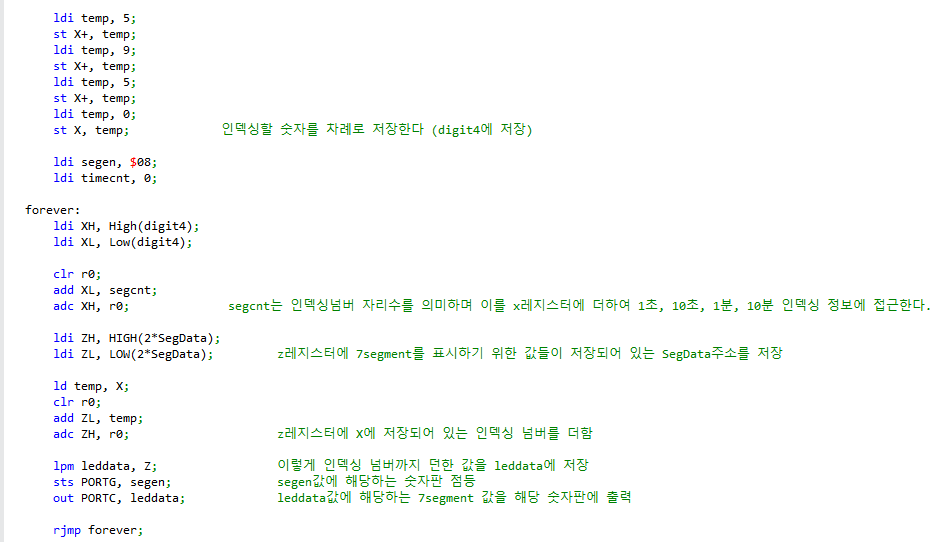 ldi temp, 5;
st X+, temp;
ldi temp, 9;
st X+, temp;
ldi temp, 5;
st X+, temp;
ldi temp, 0;
st X, temp; 인덱싱할 숫자를 차례로 저장한다 (digit4에 저장)
ldi segen, $08;
ldi timecnt, 0;
forever:
ldi XH, High(digit4);
ldi XL, Low(digit4);
clr r0;
add XL, segcnt;
adc XH, r0; segcnt는 인덱싱넘버 자리수를 의미하며 이를 x레지스터에 더하여 1초, 10초, 1분, 10분 인덱싱 정보에 접근한다.
ldi ZH, HIGH(2*SegData);
ldi ZL, LOW(2*SegData); z레지스터에 7segment를 표시하기 위한 값들이 저장되어 있는 SegData주소를 저장
ld temp, X;
clr r0;
add ZL, temp;
adc ZH, r0; z레지스터에 X에 저장되어 있는 인덱싱 넘버를 더함
lpm leddata, Z; 이렇게 인덱싱 넘버까지 던한 값을 leddata에 저장
sts PORTG, segen; segen값에 해당하는 숫자판 점등
out PORTC, leddata; leddata값에 해당하는 7segment 값을 해당 숫자판에 출력
rjmp forever;